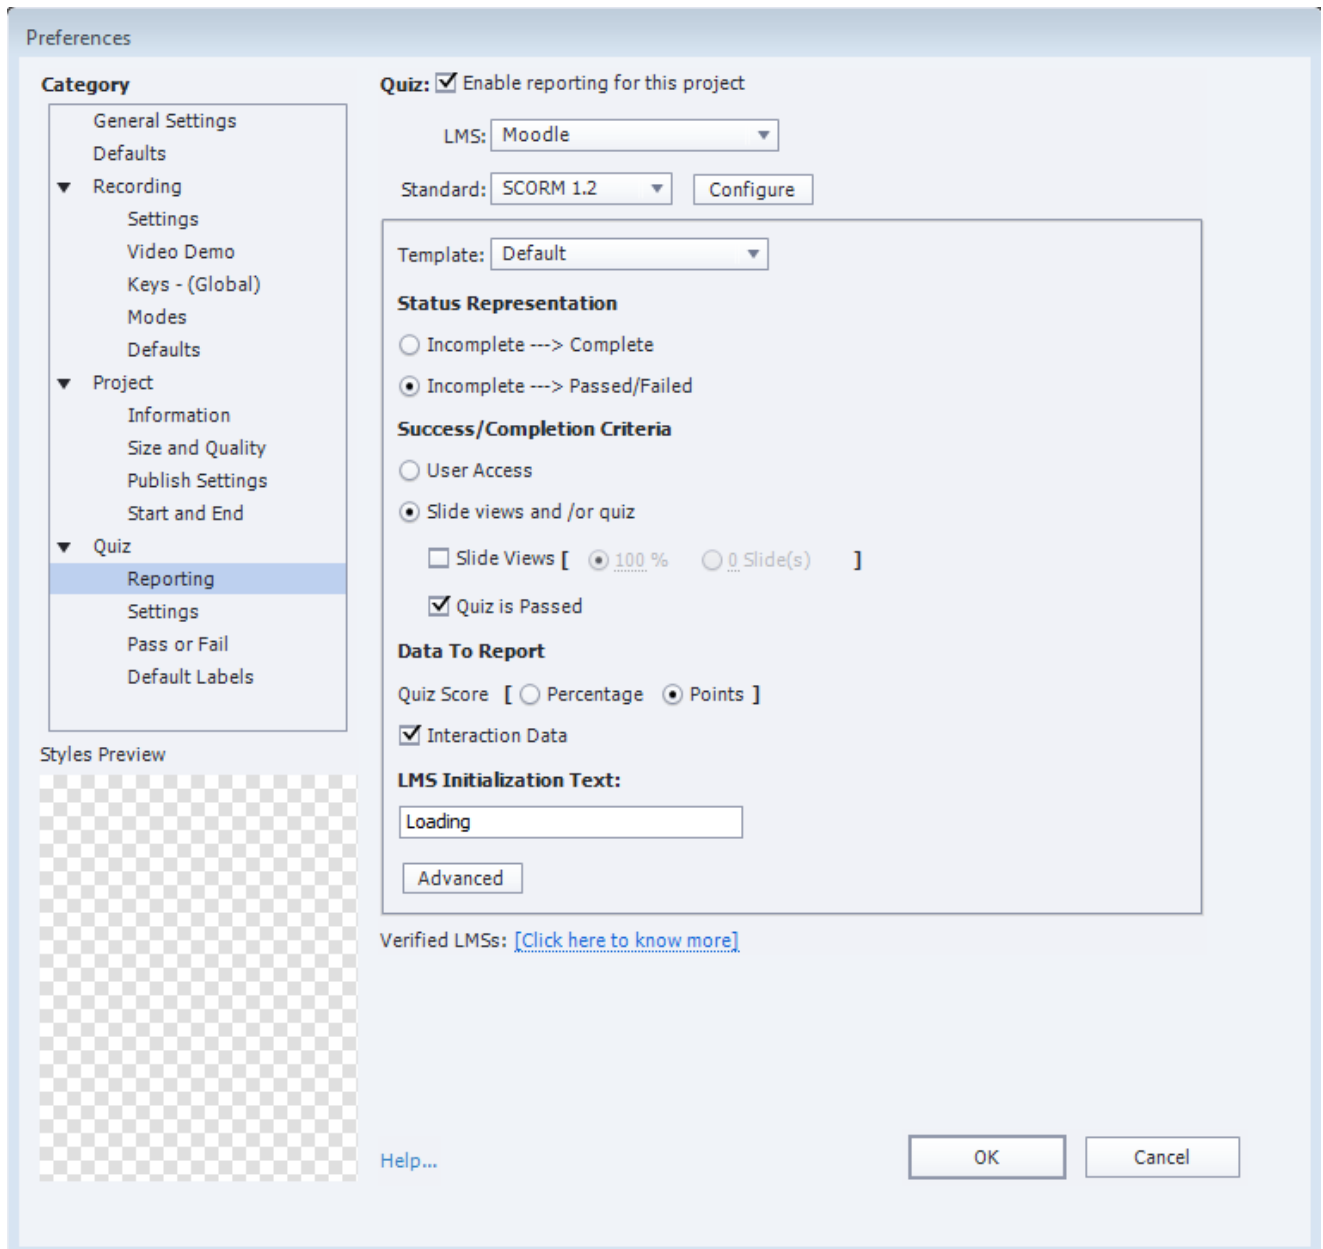 Preferences
Category
General Settings
Defaults
Recording
Settings
Video Demo
Keys - (Global)
Modes
Defaults
Project
Information
Size and Quality
Publish Settings
Start and End
Quiz
Reporting
Settings
Pass or Fail
Default Labels
Styles Preview
Quiz: Enable reporting for this project
LMS: Moodle
Standard: SCORM 1.2 Configure
Template: Default
Status Representation
Incomplete ---> Complete
Incomplete ---> Passed/Failed
Success/Completion Criteria
User Access
Slide views and /or quiz
Slide Views [ 100 % 0 Slide(s) ]
Quiz is Passed
Data To Report
Quiz Score [ Percentage Points ]
Interaction Data
LMS Initialization Text:
Loading
Advanced
Verified LMSs: [Click here to know more]
Help... OK Cancel